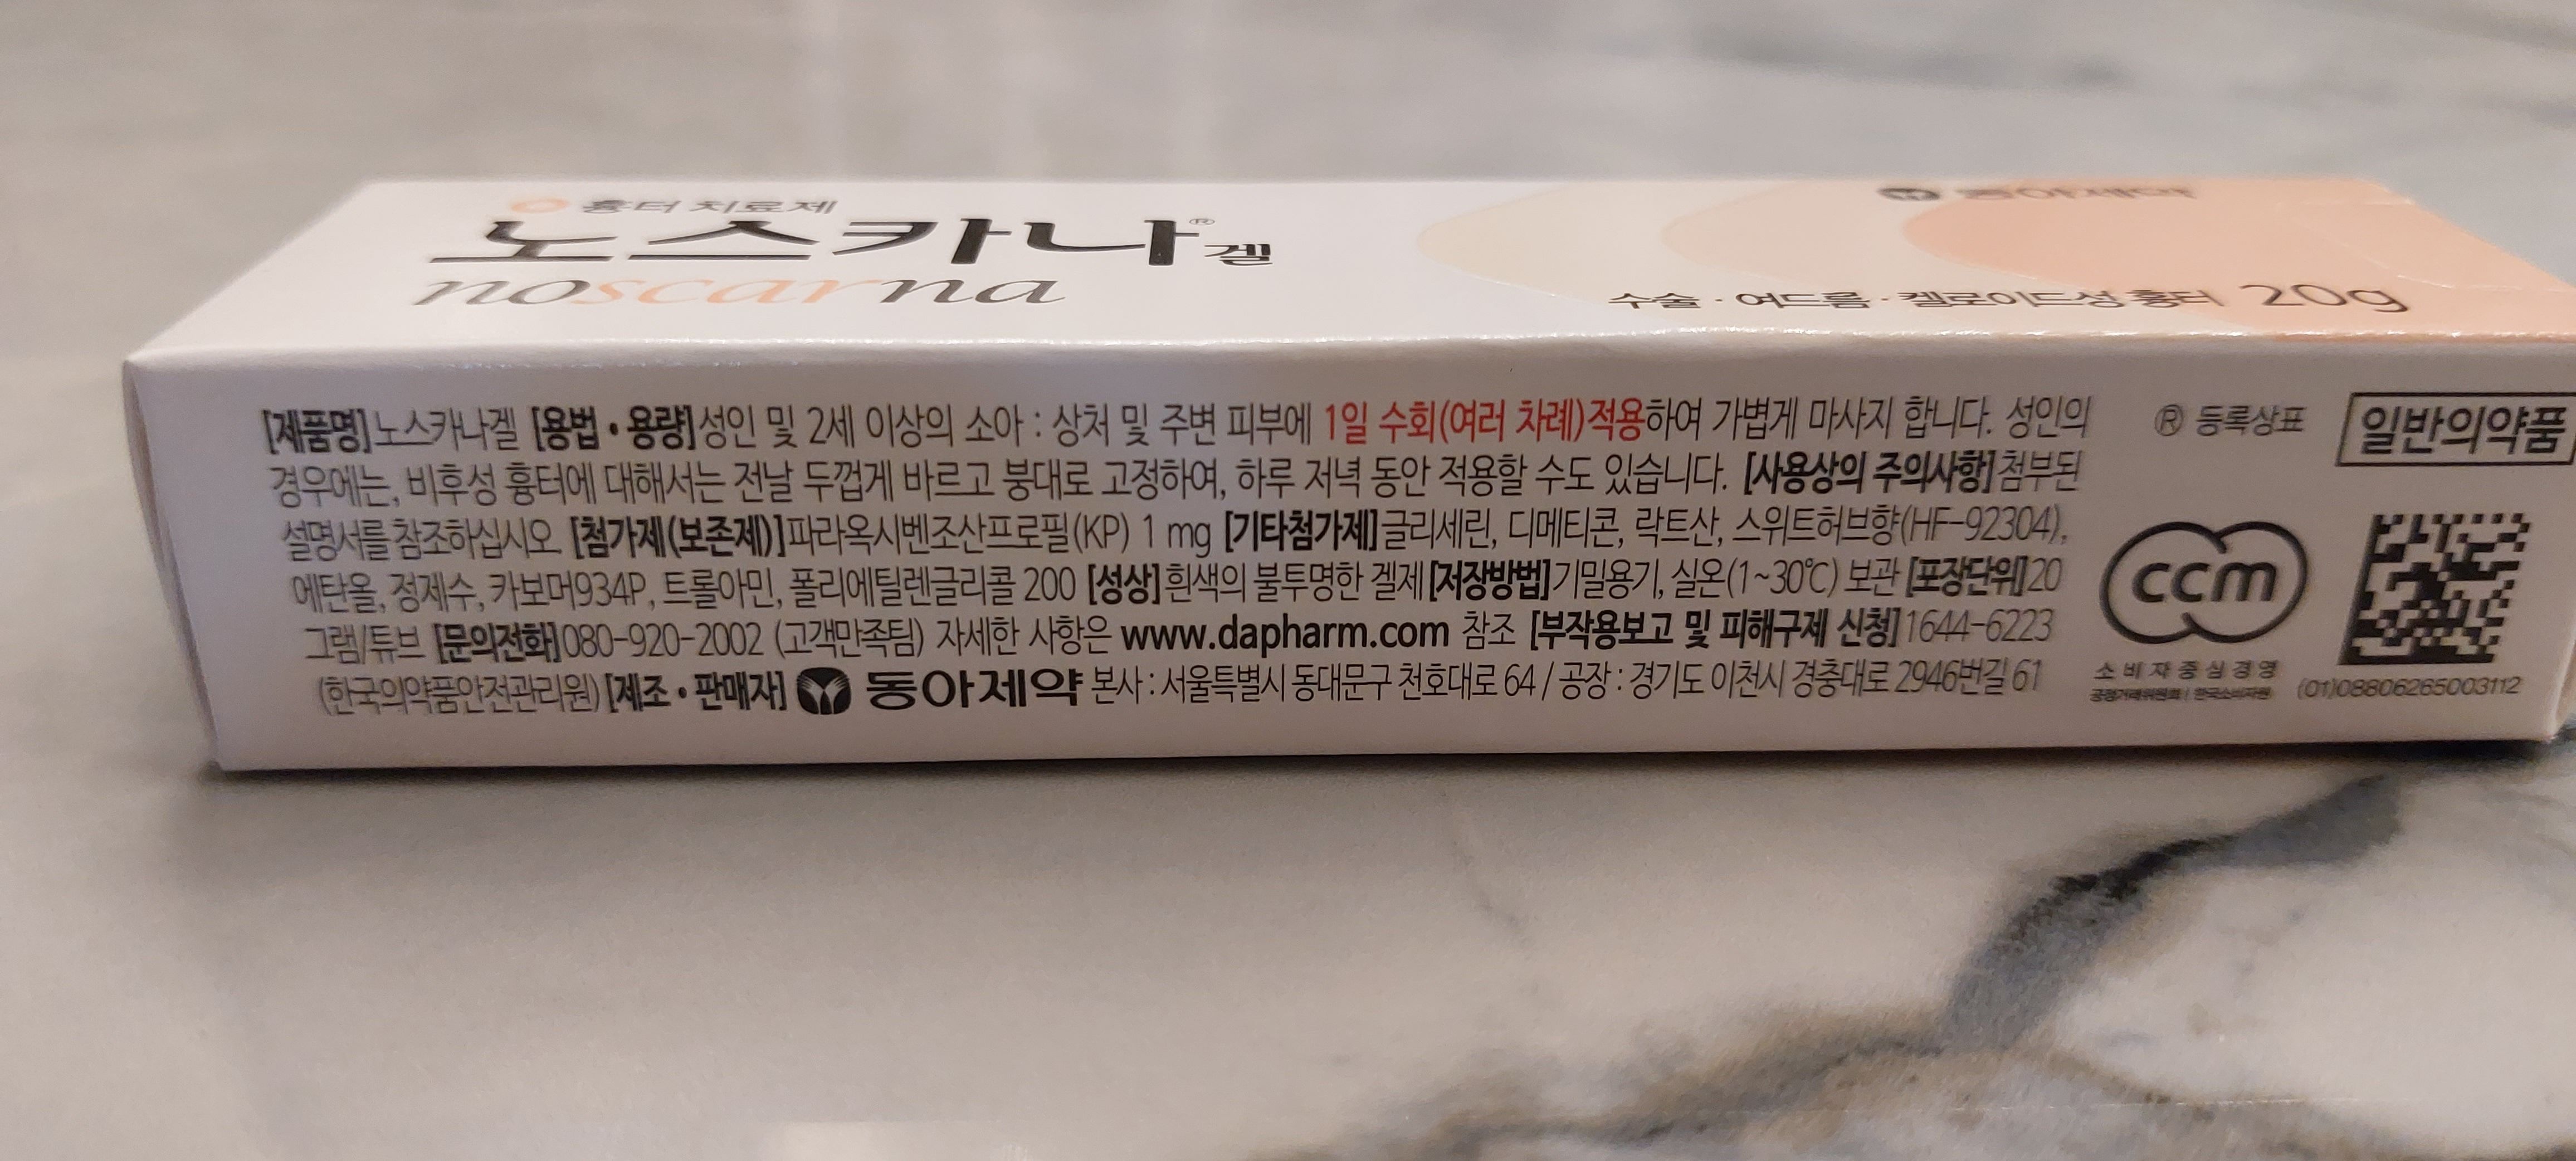 흉터 치료제
노스카나® 겔
noscarna
동아제약
수술 · 여드름 · 켈로이드성 흉터 20g
[제품명]노스카나겔 [용법 • 용량]성인 및 2세 이상의 소아 : 상처 및 주변 피부에 1일 수회(여러 차례)적용하여 가볍게 마사지 합니다. 성인의
경우에는, 비후성 흉터에 대해서는 전날 두껍게 바르고 붕대로 고정하여, 하루 저녁 동안 적용할 수도 있습니다. [사용상의 주의사항]첨부된
설명서를 참조하십시오 [첨가제(보존제)]파라옥시벤조산프로필(KP) 1 mg [기타첨가제]글리세린, 디메티콘, 락트산, 스위트허브향(HF-92304),
에탄올, 정제수, 카보머934P, 트롤아민, 폴리에틸렌글리콜 200 [성상]흰색의 불투명한 겔제 [저장방법]기밀용기, 실온(1~30℃) 보관 [포장단위]20
그램/튜브 [문의전화]080-920-2002 (고객만족팀) 자세한 사항은 www.dapharm.com 참조 [부작용보고 및 피해구제 신청]1644-6223
(한국의약품안전관리원) [제조 • 판매자] 동아제약 본사 : 서울특별시 동대문구 천호대로 64 / 공장 : 경기도 이천시 경충대로 2946번길 61
® 등록상표
일반의약품
ccm
소비자중심경영
공정거래위원회 | 한국소비자원
(01)08806265003112